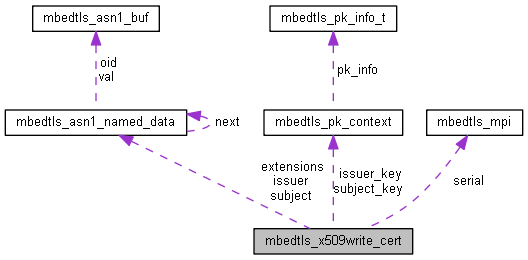 mbedtls_asn1_buf
mbedtls_pk_info_t
oid
val
pk_info
mbedtls_asn1_named_data
next
mbedtls_pk_context
mbedtls_mpi
extensions
issuer
subject
issuer_key
subject_key
serial
mbedtls_x509write_cert